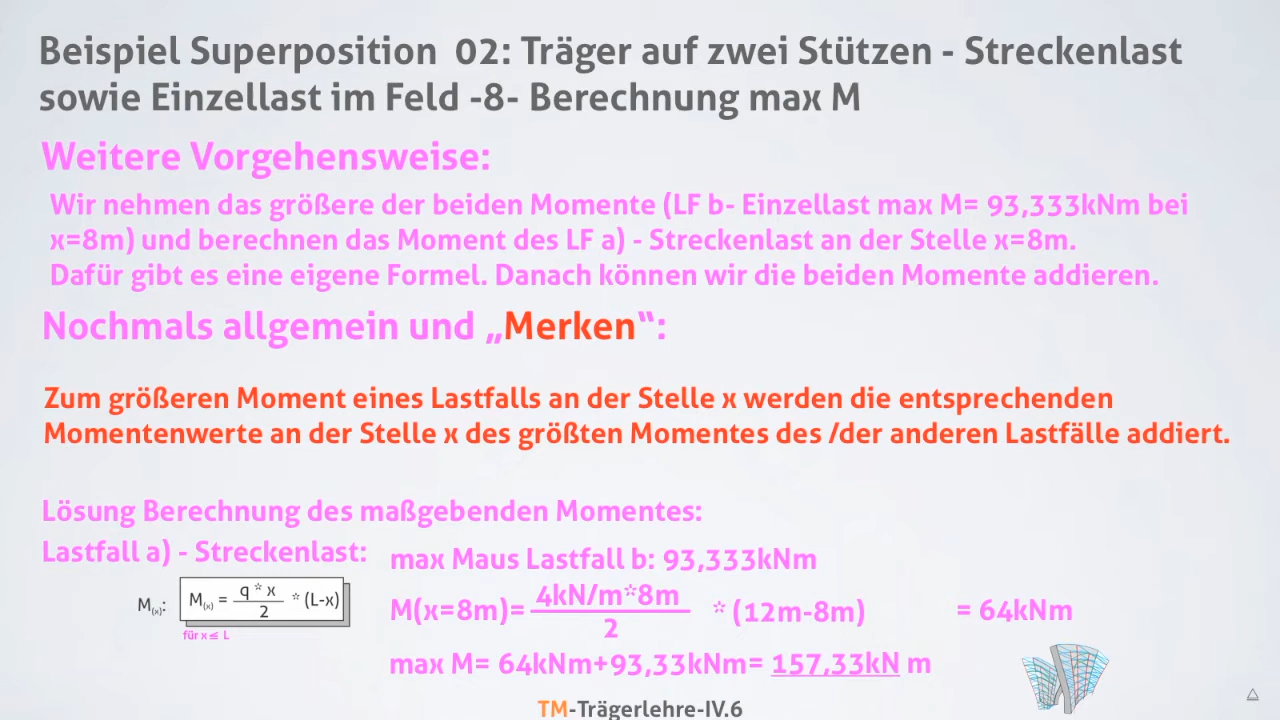 Beispiel Superposition 02: Träger auf zwei Stützen - Streckenlast
sowie Einzellast im Feld -8- Berechnung max M
Weitere Vorgehensweise:
Wir nehmen das größere der beiden Momente (LF b- Einzellast max M= 93,333kNm bei
x=8m) und berechnen das Moment des LF a) - Streckenlast an der Stelle x=8m.
Dafür gibt es eine eigene Formel. Danach können wir die beiden Momente addieren.
Nochmals allgemein und „Merken“:
Zum größeren Moment eines Lastfalls an der Stelle x werden die entsprechenden
Momentenwerte an der Stelle x des größten Momentes des /der anderen Lastfälle addiert.
Lösung Berechnung des maßgebenden Momentes:
Lastfall a) - Streckenlast:
M(x): M(x) = q * x / 2 * (L-x)
für x ≤ L
max Maus Lastfall b: 93,333kNm
M(x=8m)= 4kN/m*8m / 2 * (12m-8m) = 64kNm
max M= 64kNm+93,33kNm= 157,33kN m
TM-Trägerlehre-IV.6